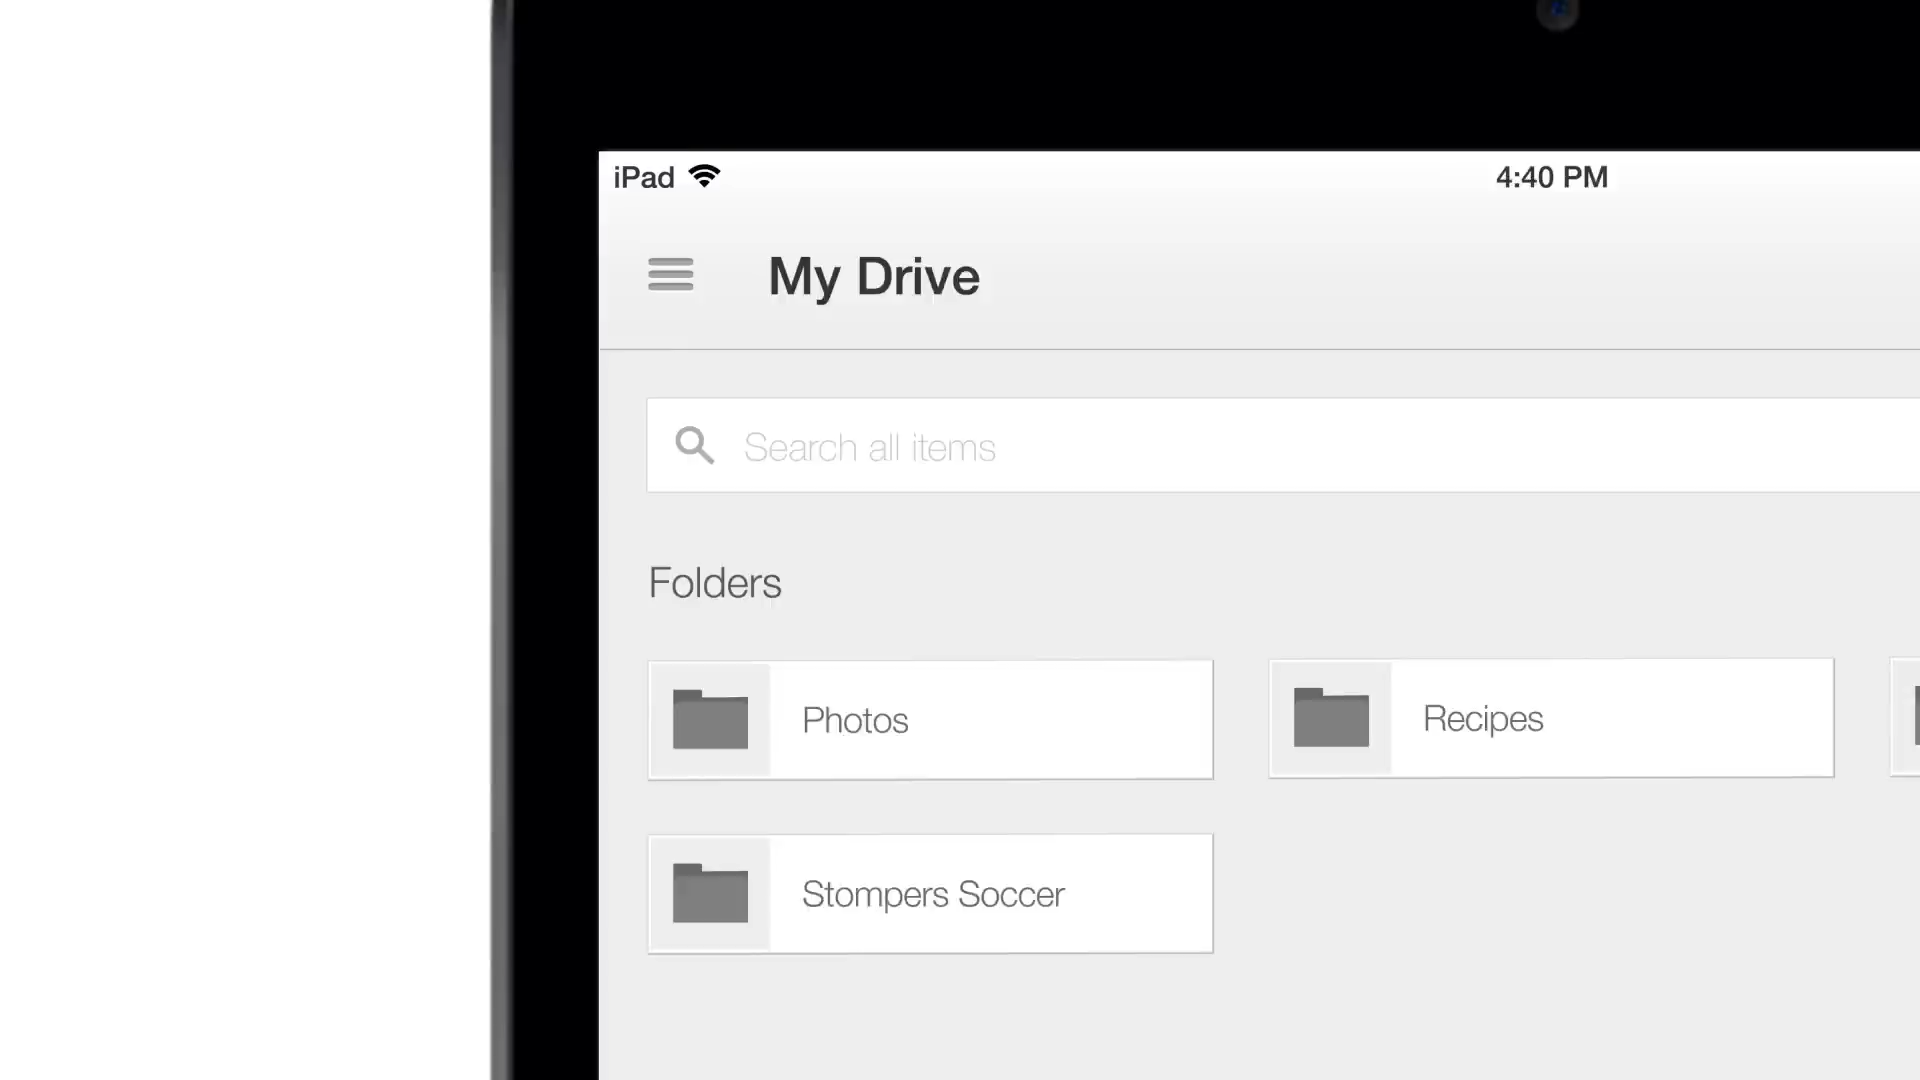 iPad
4:40 PM
My Drive
Search all items
Folders
Photos
Recipes
Stompers Soccer